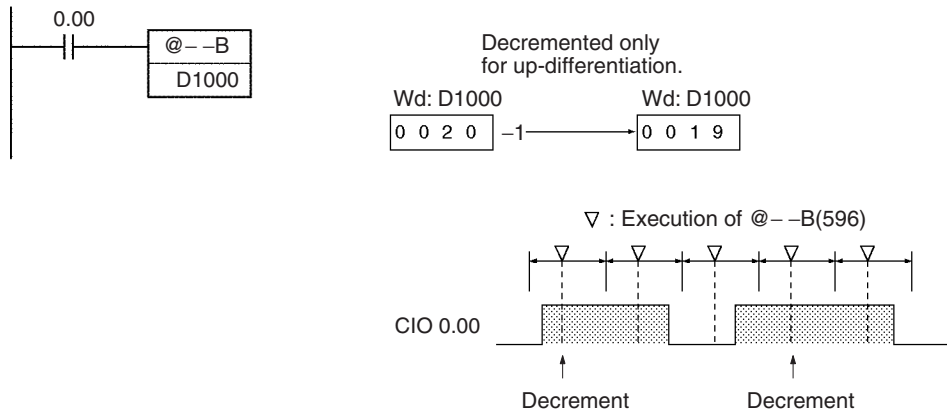 0.00
@– –B
D1000
Decremented only
for up-differentiation.
Wd: D1000
Wd: D1000
0 0 2 0 –1 0 0 1 9
▽ : Execution of @– –B(596)
CIO 0.00
Decrement
Decrement